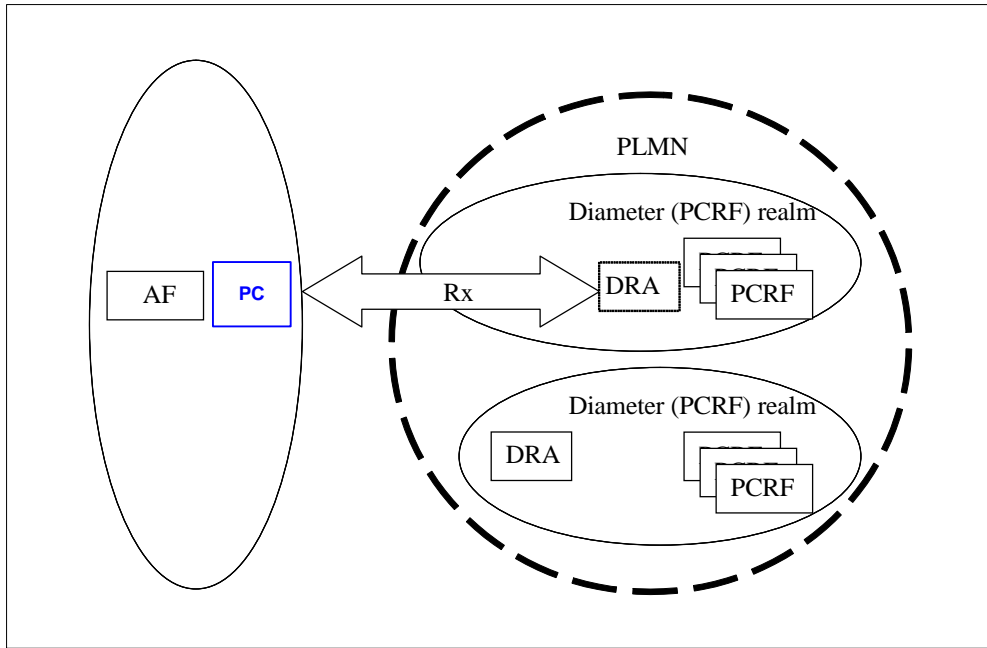 PLMN
Diameter (PCRF) realm
AF
PC
Rx
DRA
PCRF
Diameter (PCRF) realm
DRA
PCRF